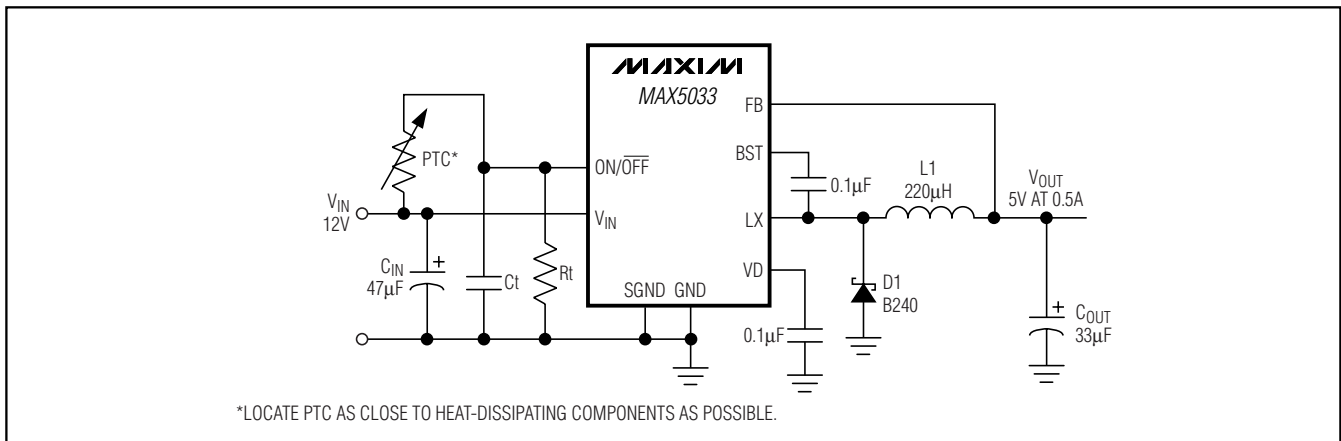 MAXIM
MAX5033
FB
BST
ON/OFF
LX
VIN
VD
SGND GND
PTC*
VIN
12V
CIN
47µF
+
Ct
Rt
0.1µF
L1
220µH
VOUT
5V AT 0.5A
D1
B240
0.1µF
+
COUT
33µF
*LOCATE PTC AS CLOSE TO HEAT-DISSIPATING COMPONENTS AS POSSIBLE.